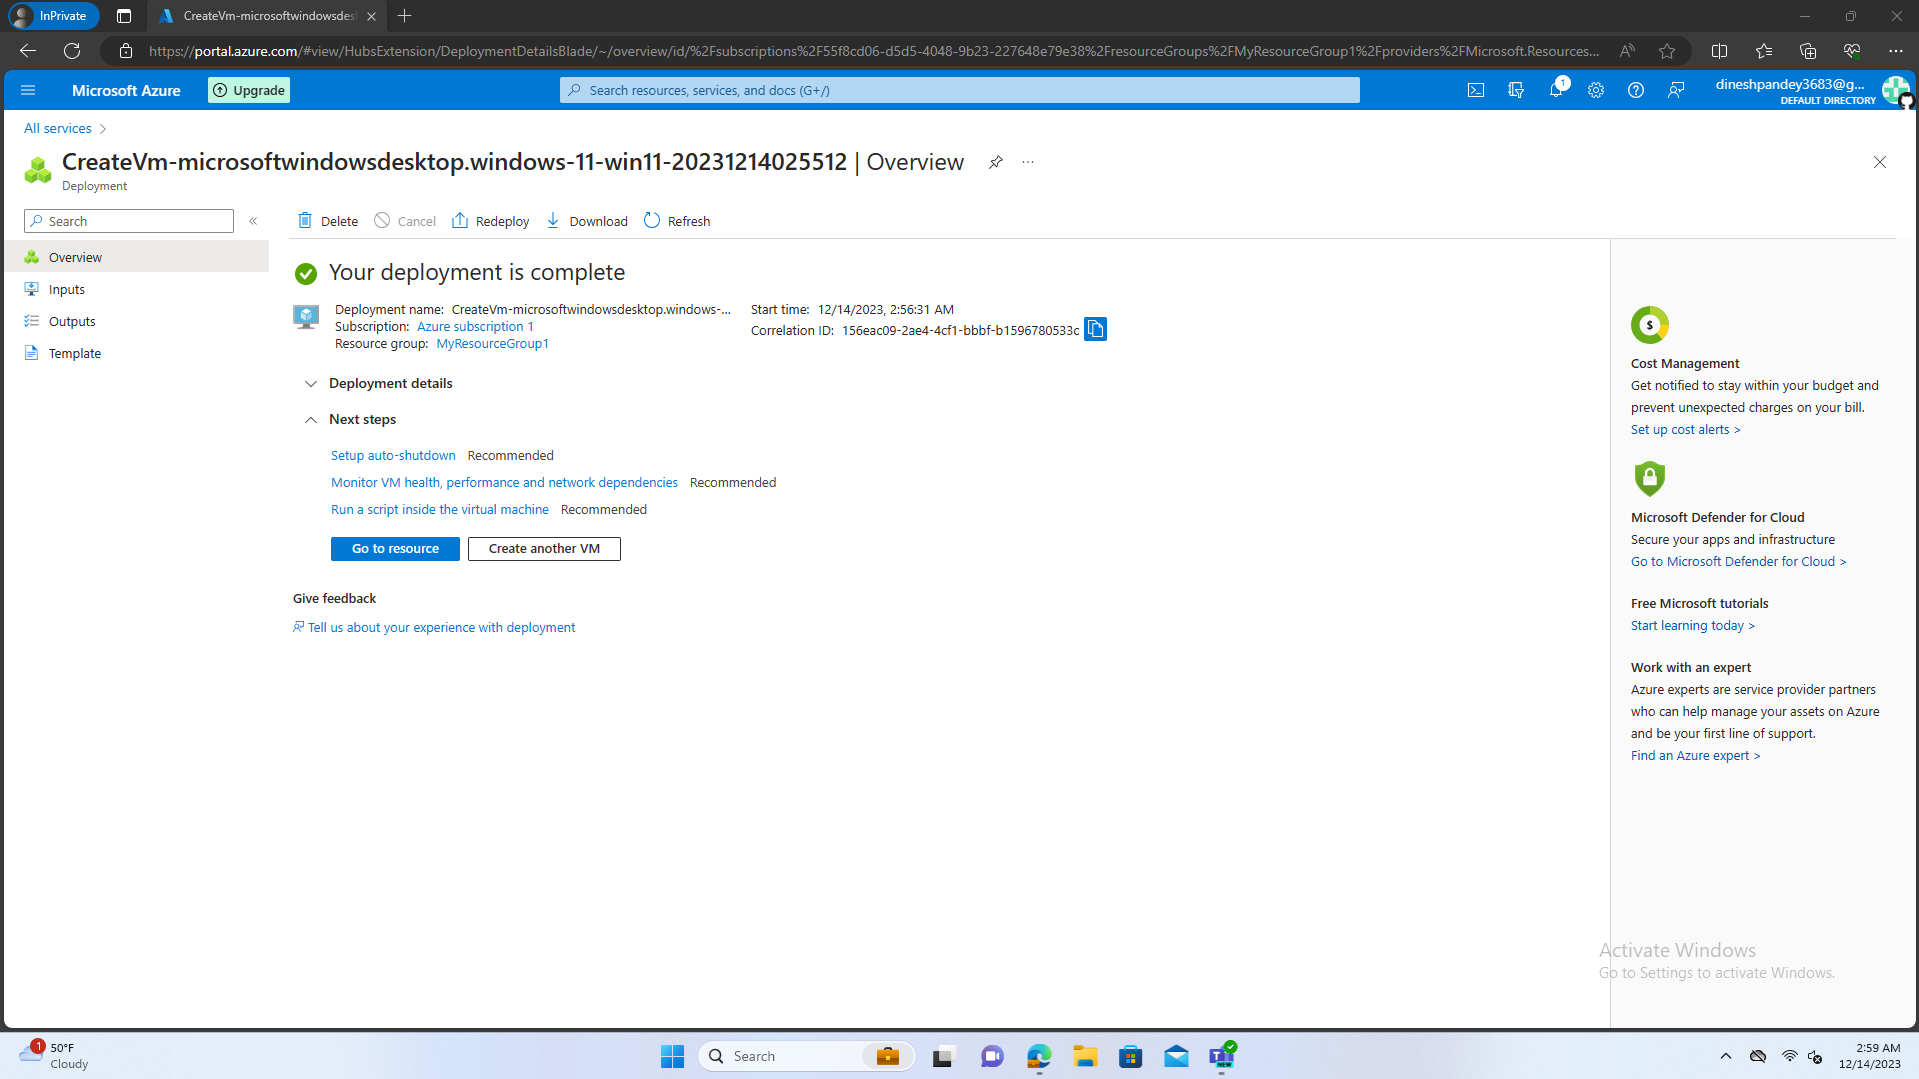 InPrivate
CreateVm-microsoftwindowsdes
https://portal.azure.com/#view/HubsExtension/DeploymentDetailsBlade/~/overview/id/%2Fsubscriptions%2F55f8cd06-d5d5-4048-9b23-227648e79e38%2FresourceGroups%2FMyResourceGroup1%2Fproviders%2FMicrosoft.Resources...
Microsoft Azure
Upgrade
Search resources, services, and docs (G+/)
1
dineshpandey3683@g...
DEFAULT DIRECTORY
All services
CreateVm-microsoftwindowsdesktop.windows-11-win11-20231214025512 | Overview
Deployment
Search
Delete
Cancel
Redeploy
Download
Refresh
Overview
Inputs
Outputs
Template
Your deployment is complete
Deployment name: CreateVm-microsoftwindowsdesktop.windows-...
Subscription: Azure subscription 1
Resource group: MyResourceGroup1
Start time: 12/14/2023, 2:56:31 AM
Correlation ID: 156eac09-2ae4-4cf1-bbbf-b1596780533c
Deployment details
Next steps
Setup auto-shutdown Recommended
Monitor VM health, performance and network dependencies Recommended
Run a script inside the virtual machine Recommended
Go to resource
Create another VM
Give feedback
Tell us about your experience with deployment
$
Cost Management
Get notified to stay within your budget and
prevent unexpected charges on your bill.
Set up cost alerts >
Microsoft Defender for Cloud
Secure your apps and infrastructure
Go to Microsoft Defender for Cloud >
Free Microsoft tutorials
Start learning today >
Work with an expert
Azure experts are service provider partners
who can help manage your assets on Azure
and be your first line of support.
Find an Azure expert >
Activate Windows
Go to Settings to activate Windows.
1
50°F
Cloudy
Search
T
NEW
2:59 AM
12/14/2023